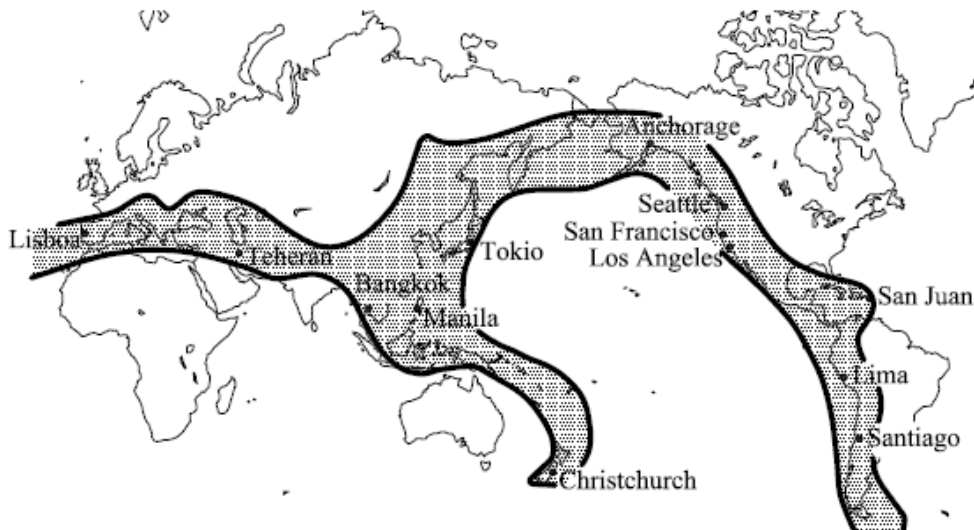 Anchorage
Seattle
Lisboa
San Francisco
Tokio
Teheran
Los Angeles
Bangkok
San Juan
Manila
Lima
Santiago
Christchurch